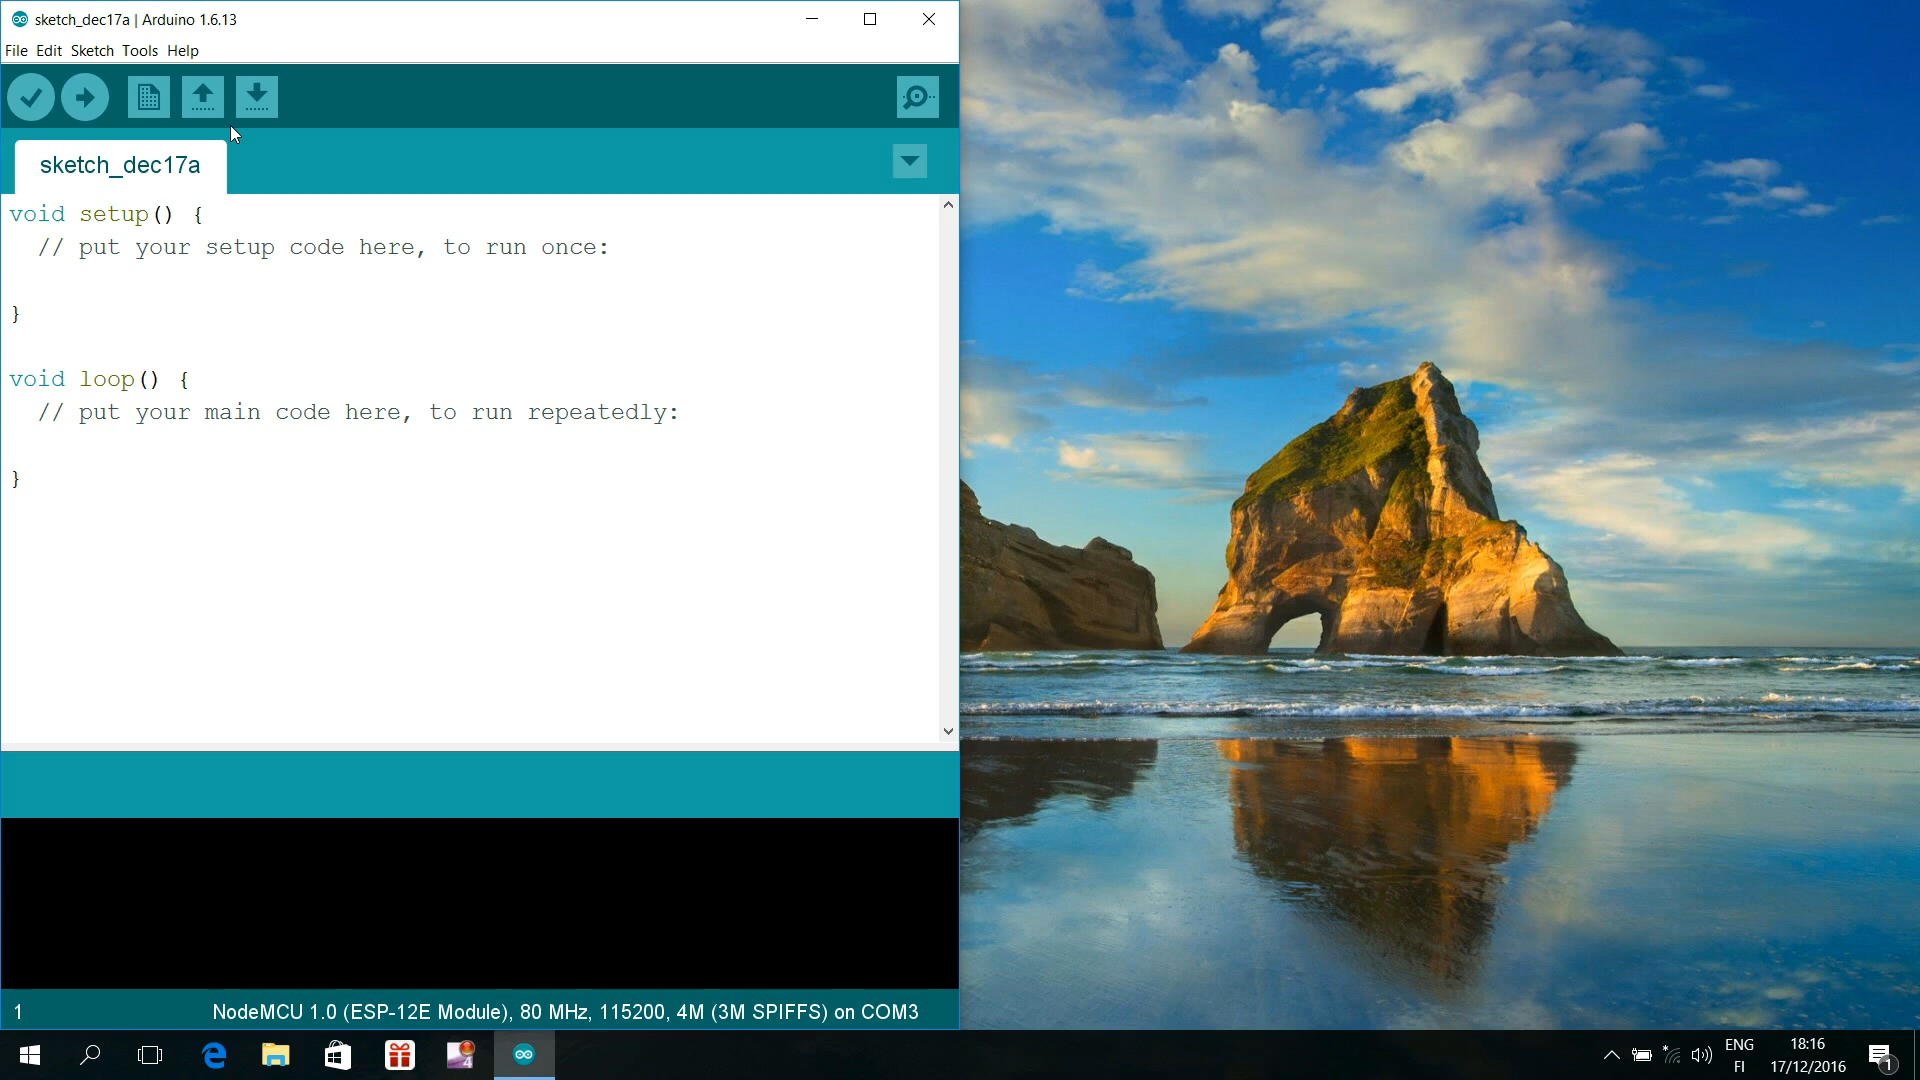 sketch_dec17a | Arduino 1.6.13
File Edit Sketch Tools Help
sketch_dec17a
void setup() {
// put your setup code here, to run once:
}
void loop() {
// put your main code here, to run repeatedly:
}
1
NodeMCU 1.0 (ESP-12E Module), 80 MHz, 115200, 4M (3M SPIFFS) on COM3
4
ENG
FI
18:16
17/12/2016
1